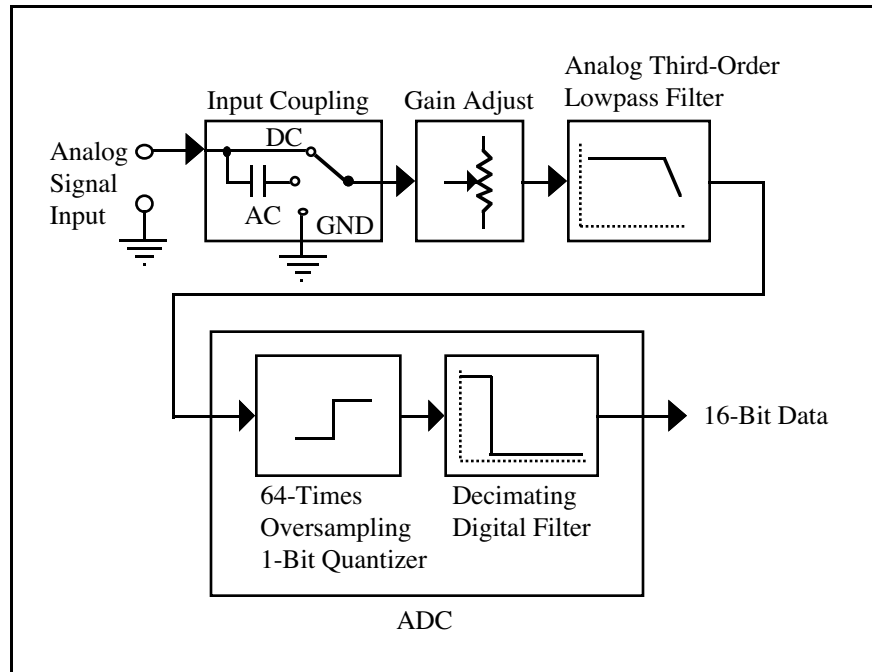 Analog Third-Order
Lowpass Filter
Input Coupling
Gain Adjust
Analog
Signal
Input
DC
AC
GND
16-Bit Data
64-Times
Oversampling
1-Bit Quantizer
Decimating
Digital Filter
ADC